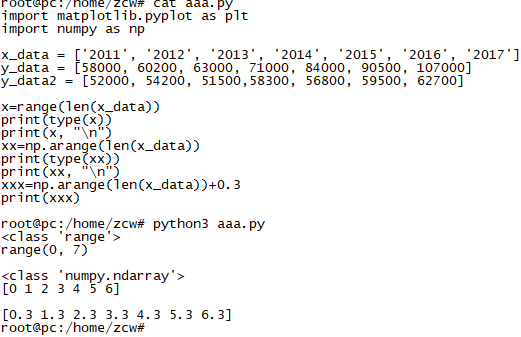 root@pc:/home/zcw# cat aaa.py
import matplotlib.pyplot as plt
import numpy as np
x_data = ['2011', '2012', '2013', '2014', '2015', '2016', '2017']
y_data = [58000, 60200, 63000, 71000, 84000, 90500, 107000]
y_data2 = [52000, 54200, 51500,58300, 56800, 59500, 62700]
x=range(len(x_data))
print(type(x))
print(x, "\n")
xx=np.arange(len(x_data))
print(type(xx))
print(xx, "\n")
xxx=np.arange(len(x_data))+0.3
print(xxx)
root@pc:/home/zcw# python3 aaa.py
<class 'range'>
range(0, 7)
<class 'numpy.ndarray'>
[0 1 2 3 4 5 6]
[0.3 1.3 2.3 3.3 4.3 5.3 6.3]
root@pc:/home/zcw#